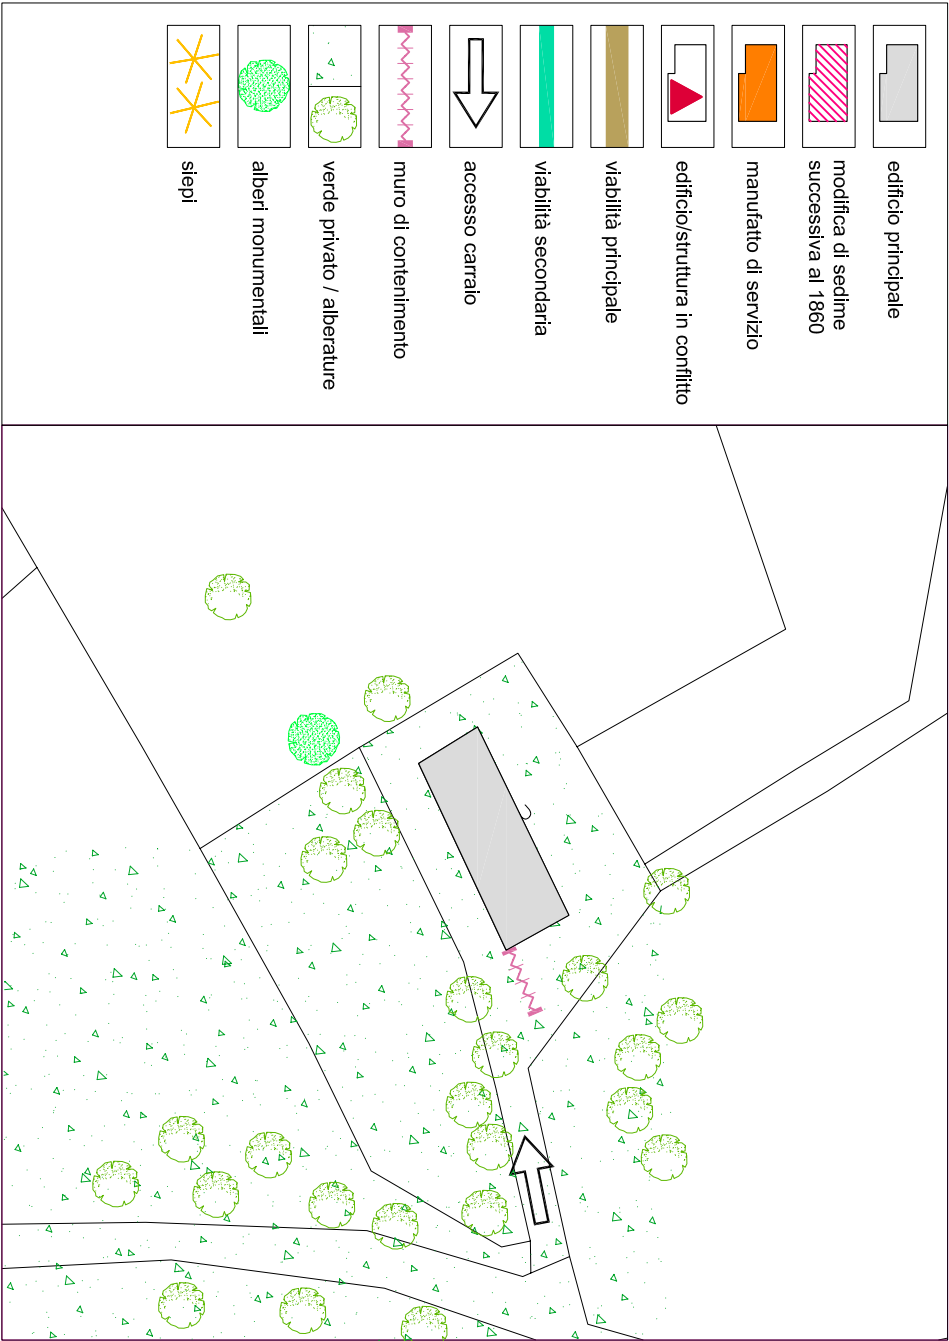 edificio principale
modifica di sedime
successiva al 1860
manufatto di servizio
edificio/struttura in conflitto
viabilità principale
viabilità secondaria
accesso carraio
muro di contenimento
verde privato / alberature
alberi monumentali
siepi